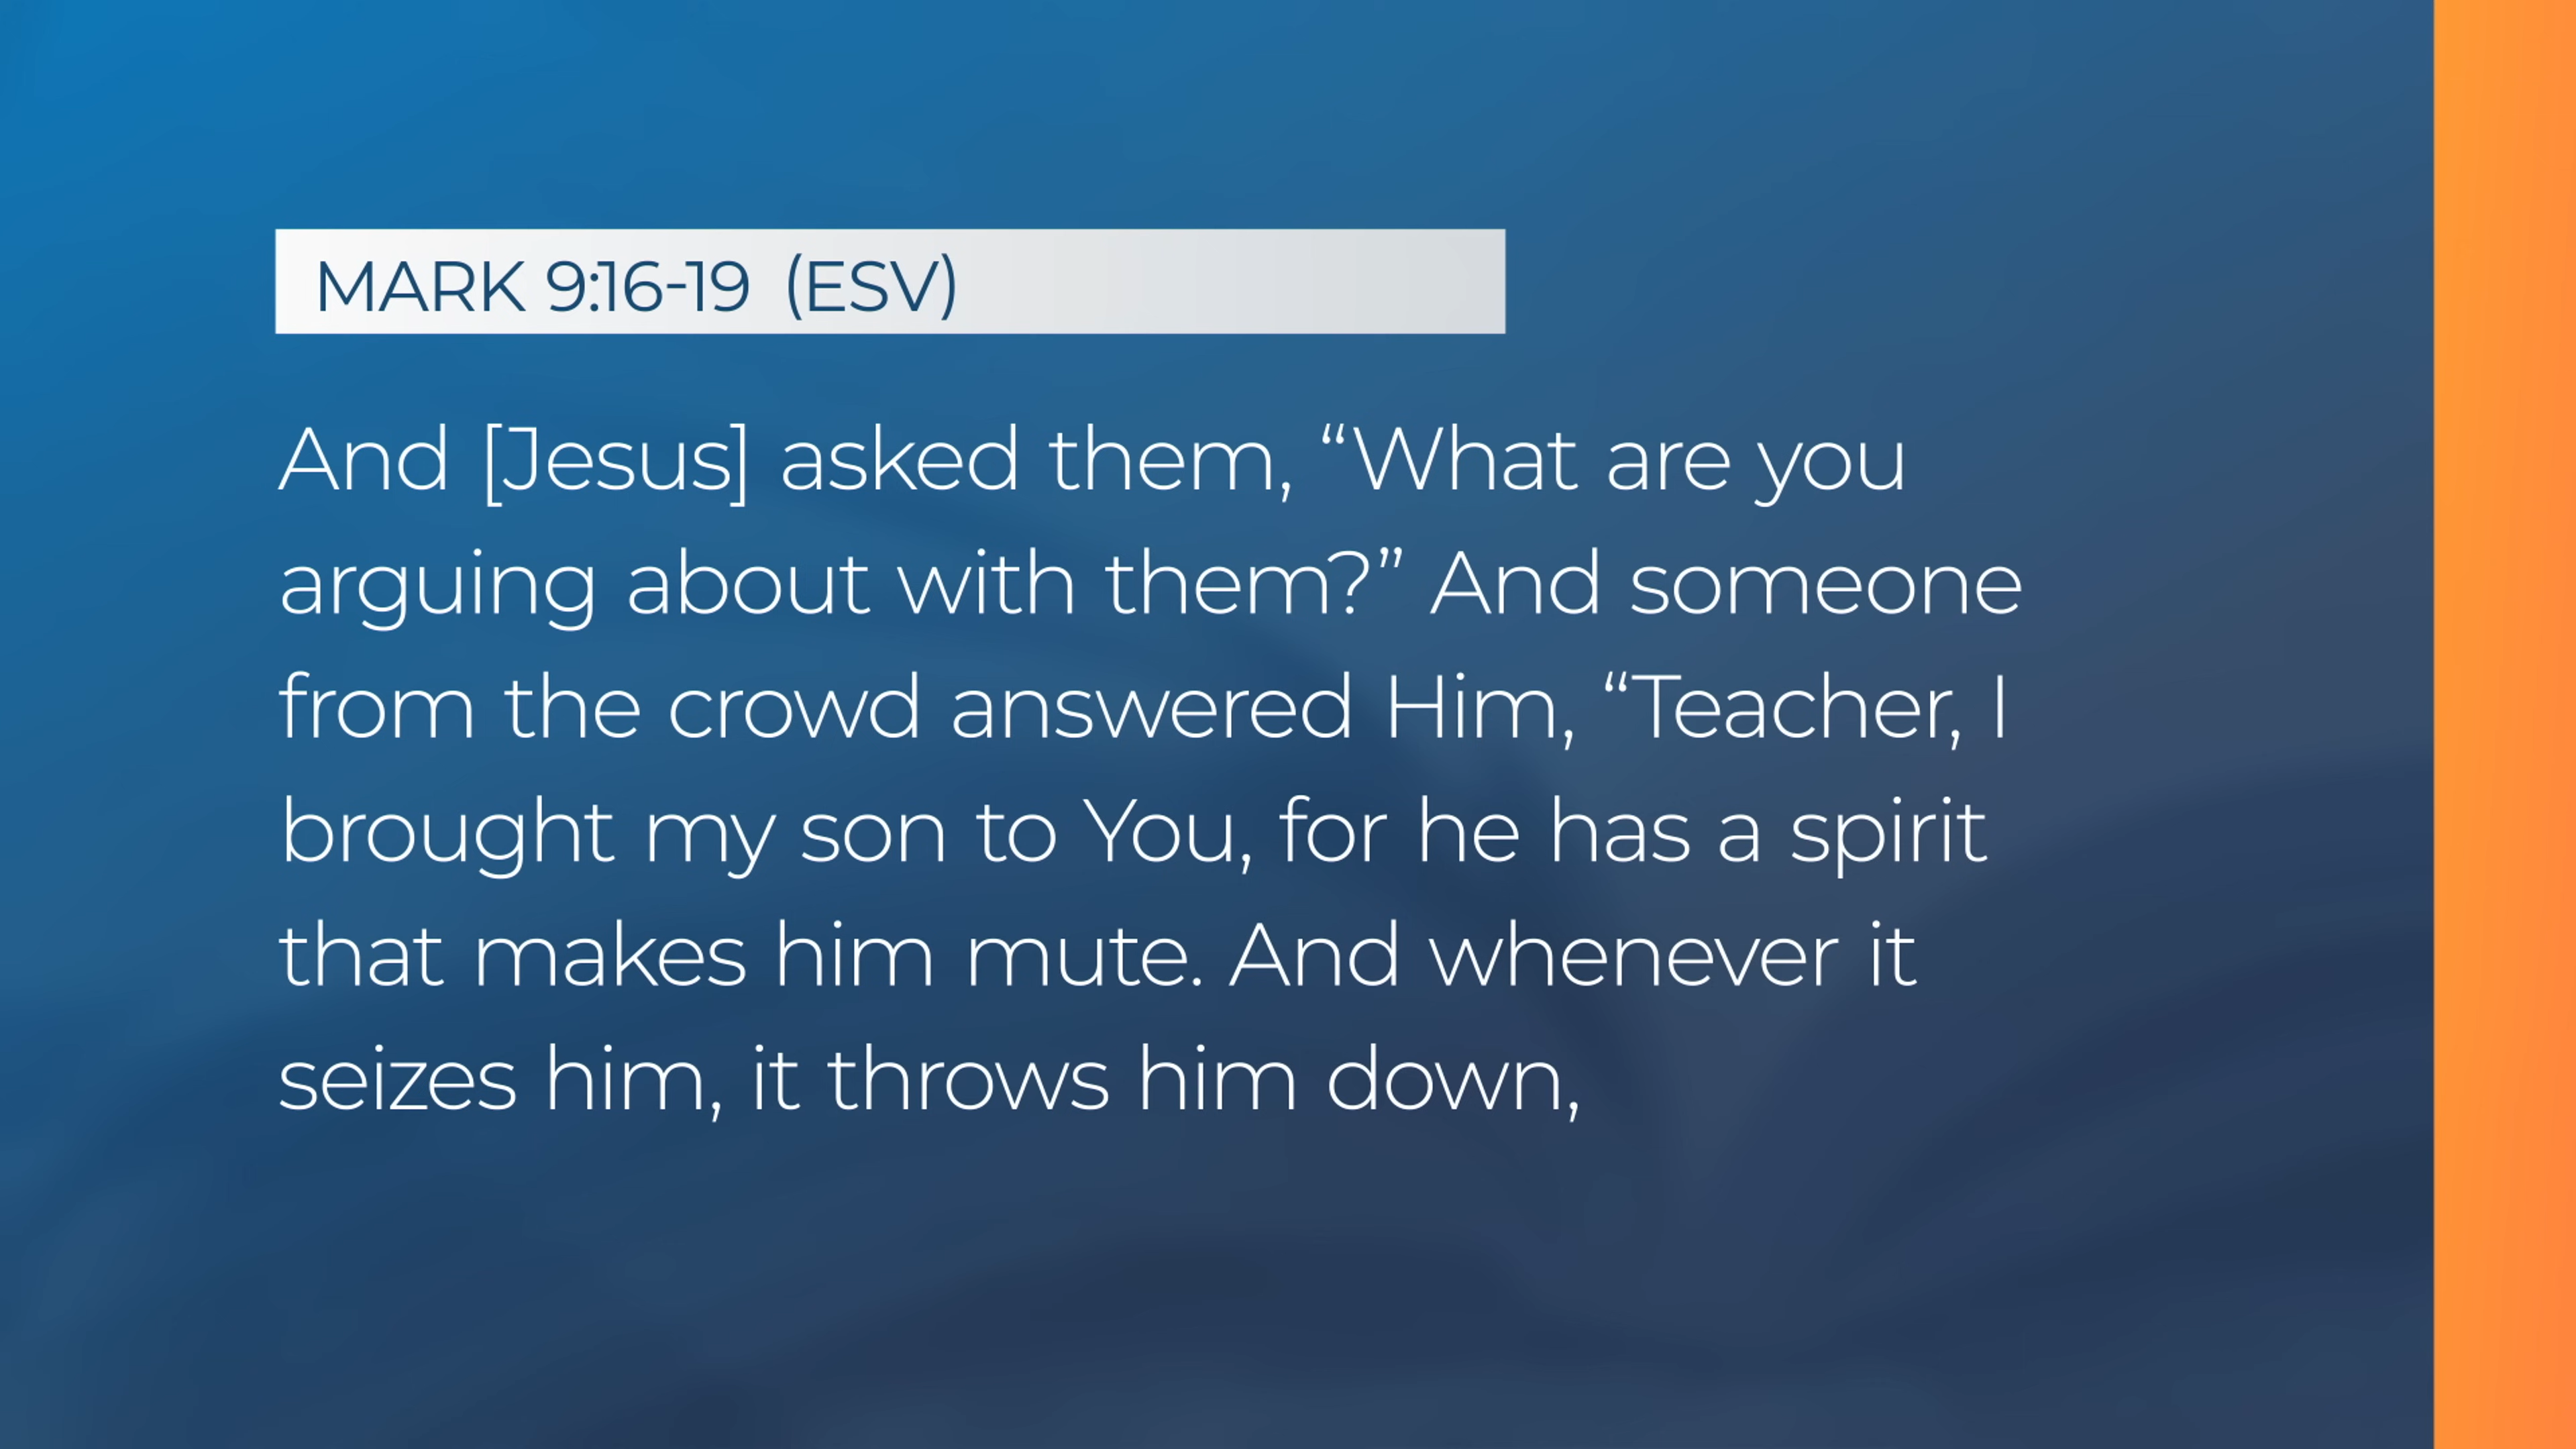 MARK 9:16-19 (ESV)
And [Jesus] asked them, “What are you
arguing about with them?” And someone
from the crowd answered Him, “Teacher, I
brought my son to You, for he has a spirit
that makes him mute. And whenever it
seizes him, it throws him down,